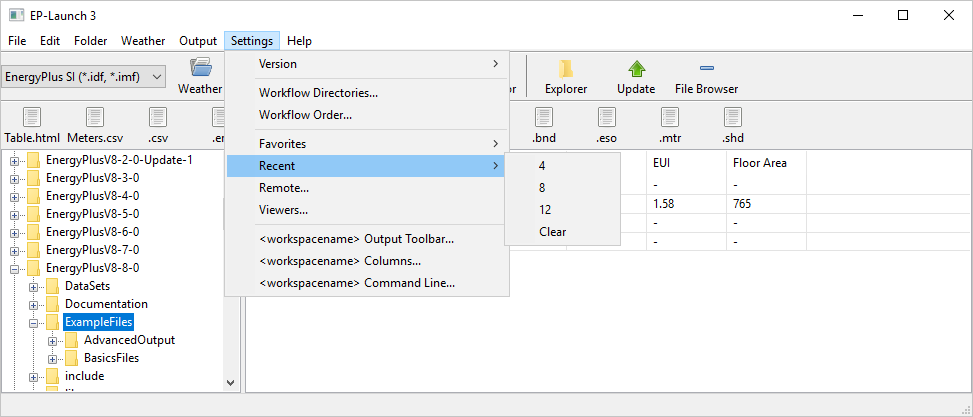 EP-Launch 3
File Edit Folder Weather Output Settings Help
EnergyPlus SI (*.idf, *.imf)
Weather
Explorer
Update
File Browser
Table.html
Meters.csv
.csv
.bnd
.eso
.mtr
.shd
Version
Workflow Directories...
Workflow Order...
Favorites
Recent
Remote...
Viewers...
<workspacename> Output Toolbar...
<workspacename> Columns...
<workspacename> Command Line...
4
8
12
Clear
EnergyPlusV8-2-0-Update-1
EnergyPlusV8-3-0
EnergyPlusV8-4-0
EnergyPlusV8-5-0
EnergyPlusV8-6-0
EnergyPlusV8-7-0
EnergyPlusV8-8-0
DataSets
Documentation
ExampleFiles
AdvancedOutput
BasicsFiles
include
EUI Floor Area
- -
1.58 765
- -
- -